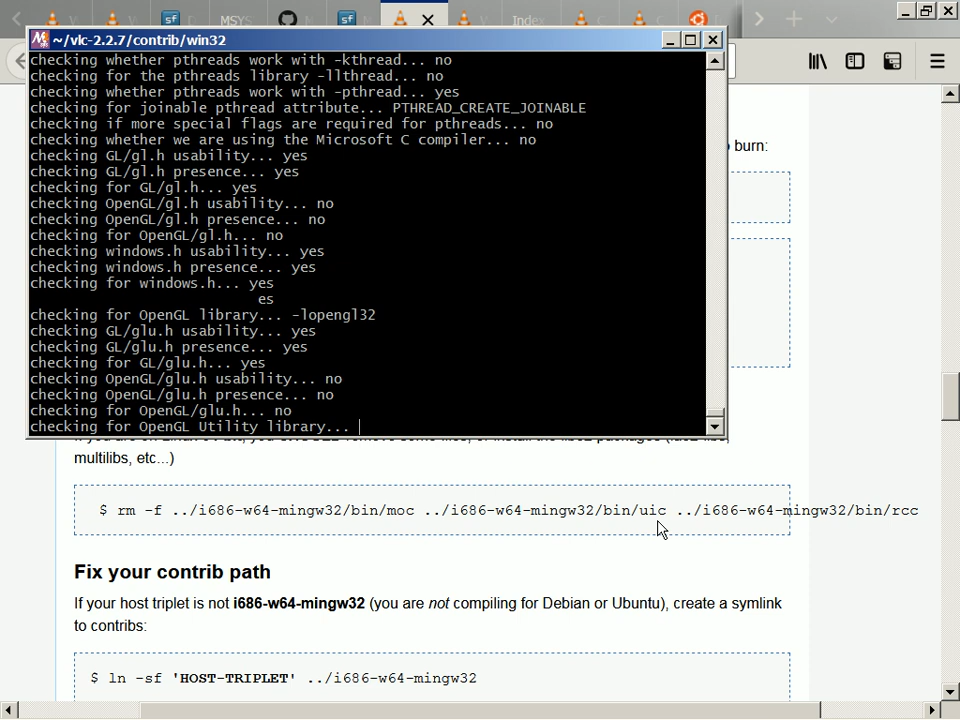 V
V
sf
MSYS
sf
V
Index
C
C
~/vlc-2.2.7/contrib/win32
checking whether pthreads work with -kthread... no
checking for the pthreads library -llthread... no
checking whether pthreads work with -pthread... yes
checking for joinable pthread attribute... PTHREAD_CREATE_JOINABLE
checking if more special flags are required for pthreads... no
checking whether we are using the Microsoft C compiler... no
checking GL/gl.h usability... yes
checking GL/gl.h presence... yes
checking for GL/gl.h... yes
checking OpenGL/gl.h usability... no
checking OpenGL/gl.h presence... no
checking for OpenGL/gl.h... no
checking windows.h usability... yes
checking windows.h presence... yes
checking for windows.h... yes
es
checking for OpenGL library... -lopengl32
checking GL/glu.h usability... yes
checking GL/glu.h presence... yes
checking for GL/glu.h... yes
checking OpenGL/glu.h usability... no
checking OpenGL/glu.h presence... no
checking for OpenGL/glu.h... no
checking for OpenGL Utility library...
burn:
multilibs, etc...)
$ rm -f ../i686-w64-mingw32/bin/moc ../i686-w64-mingw32/bin/uic ../i686-w64-mingw32/bin/rcc
Fix your contrib path
If your host triplet is not i686-w64-mingw32 (you are not compiling for Debian or Ubuntu), create a symlink
to contribs:
$ ln -sf 'HOST-TRIPLET' ../i686-w64-mingw32